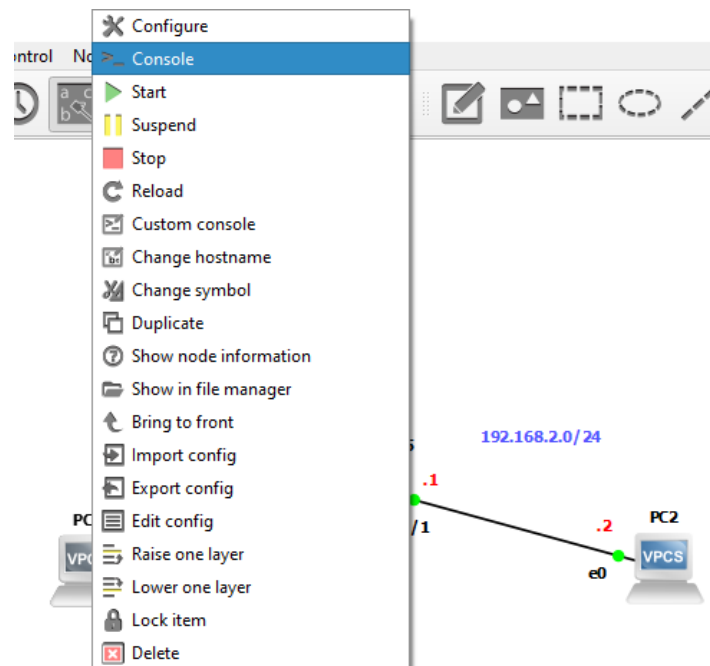 Configure
Console
Start
Suspend
Stop
Reload
Custom console
Change hostname
Change symbol
Duplicate
Show node information
Show in file manager
Bring to front
Import config
Export config
Edit config
Raise one layer
Lower one layer
Lock item
Delete
192.168.2.0/24
.1
/1
.2
PC2
VPCS
e0